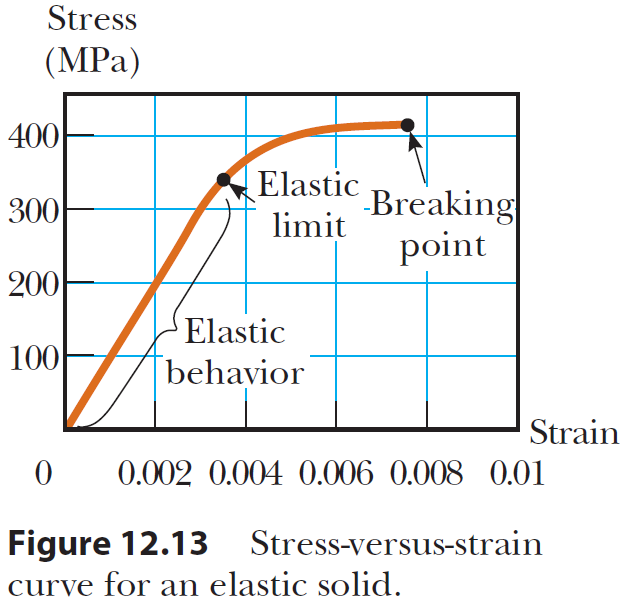 Stress
(MPa)
400
300
200
100
Elastic
limit
Breaking
point
Elastic
behavior
Strain
0 0.002 0.004 0.006 0.008 0.01
Figure 12.13 Stress-versus-strain
curve for an elastic solid.